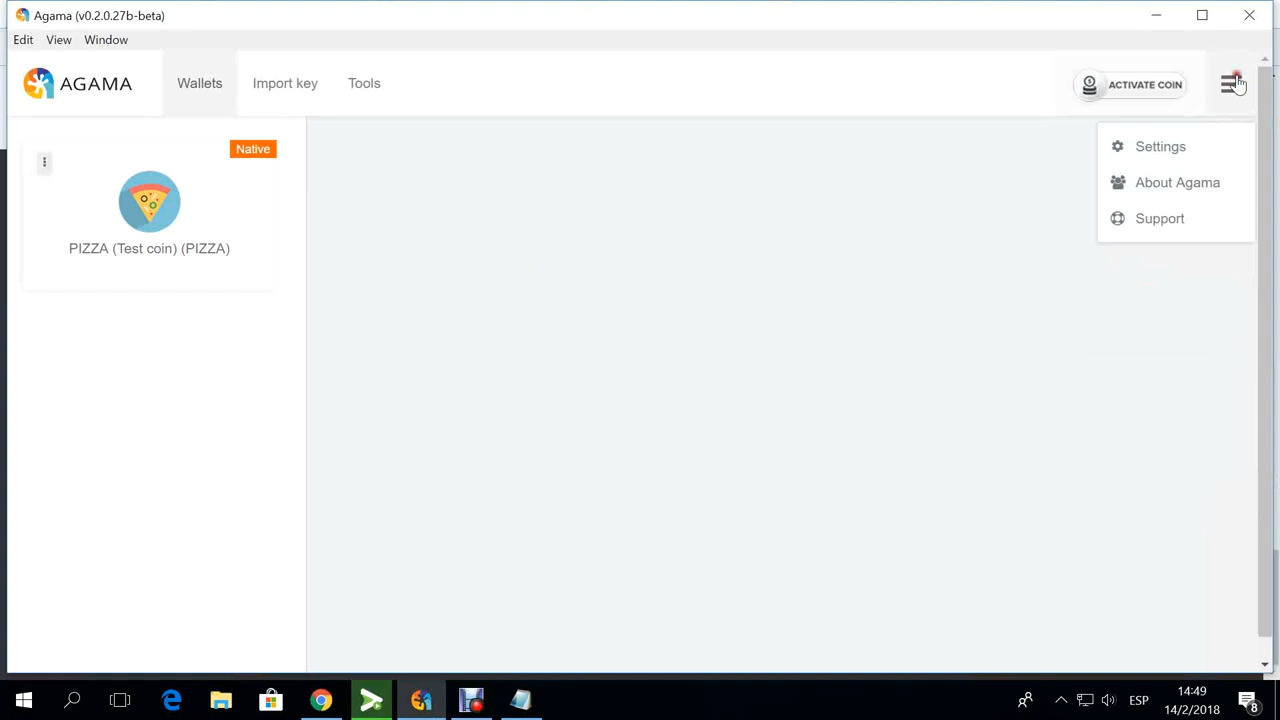 Agama (v0.2.0.27b-beta)
Edit View Window
AGAMA Wallets Import key Tools ACTIVATE COIN
Native
PIZZA (Test coin) (PIZZA)
Settings
About Agama
Support
ESP
14:49
14/2/2018
8